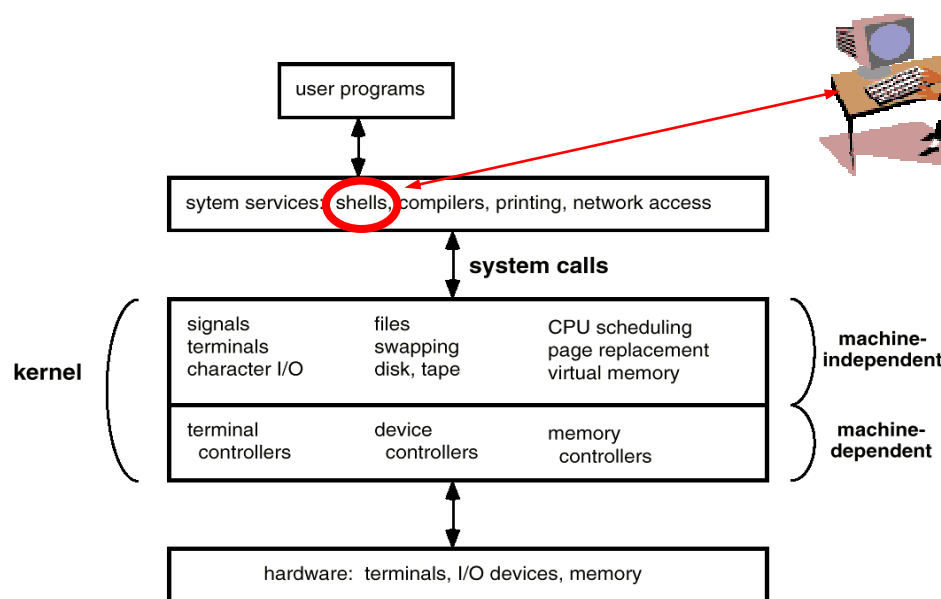 user programs
sytem services: shells, compilers, printing, network access
system calls
kernel
signals
terminals
character I/O
files
swapping
disk, tape
CPU scheduling
page replacement
virtual memory
machine-
independent
terminal
controllers
device
controllers
memory
controllers
machine-
dependent
hardware: terminals, I/O devices, memory